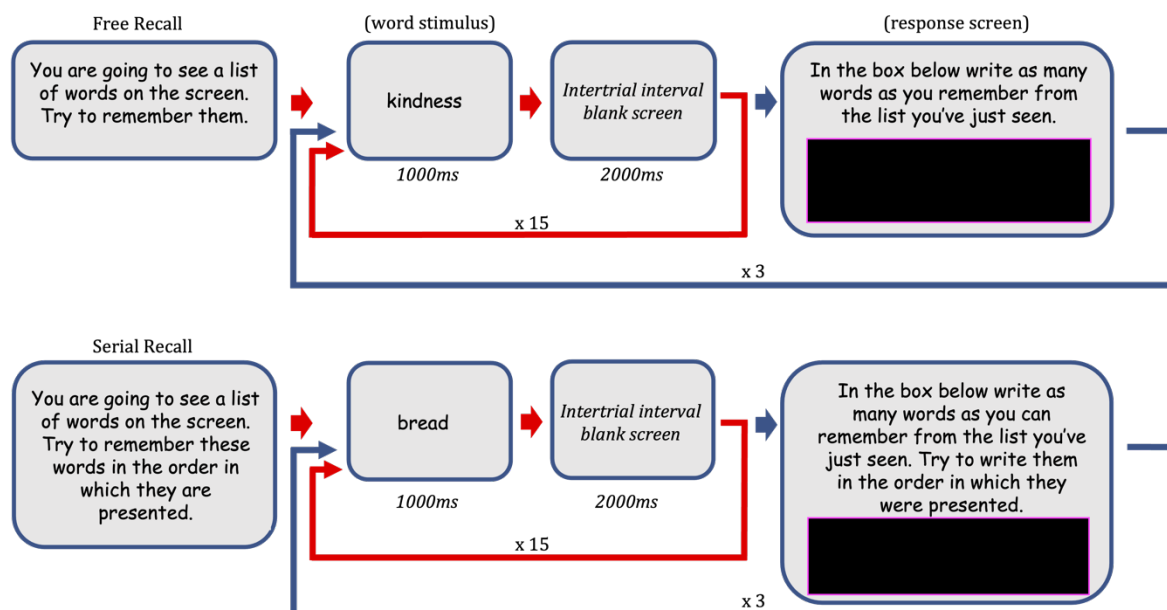 Free Recall
(word stimulus)
(response screen)
You are going to see a list
of words on the screen.
Try to remember them.
kindness
Intertrial interval
blank screen
In the box below write as many
words as you remember from
the list you've just seen.
1000ms
2000ms
x 15
x 3
Serial Recall
You are going to see a list
of words on the screen.
Try to remember these
words in the order in
which they are
presented.
bread
Intertrial interval
blank screen
In the box below write as
many words as you can
remember from the list you've
just seen. Try to write them
in the order in which they
were presented.
1000ms
2000ms
x 15
x 3